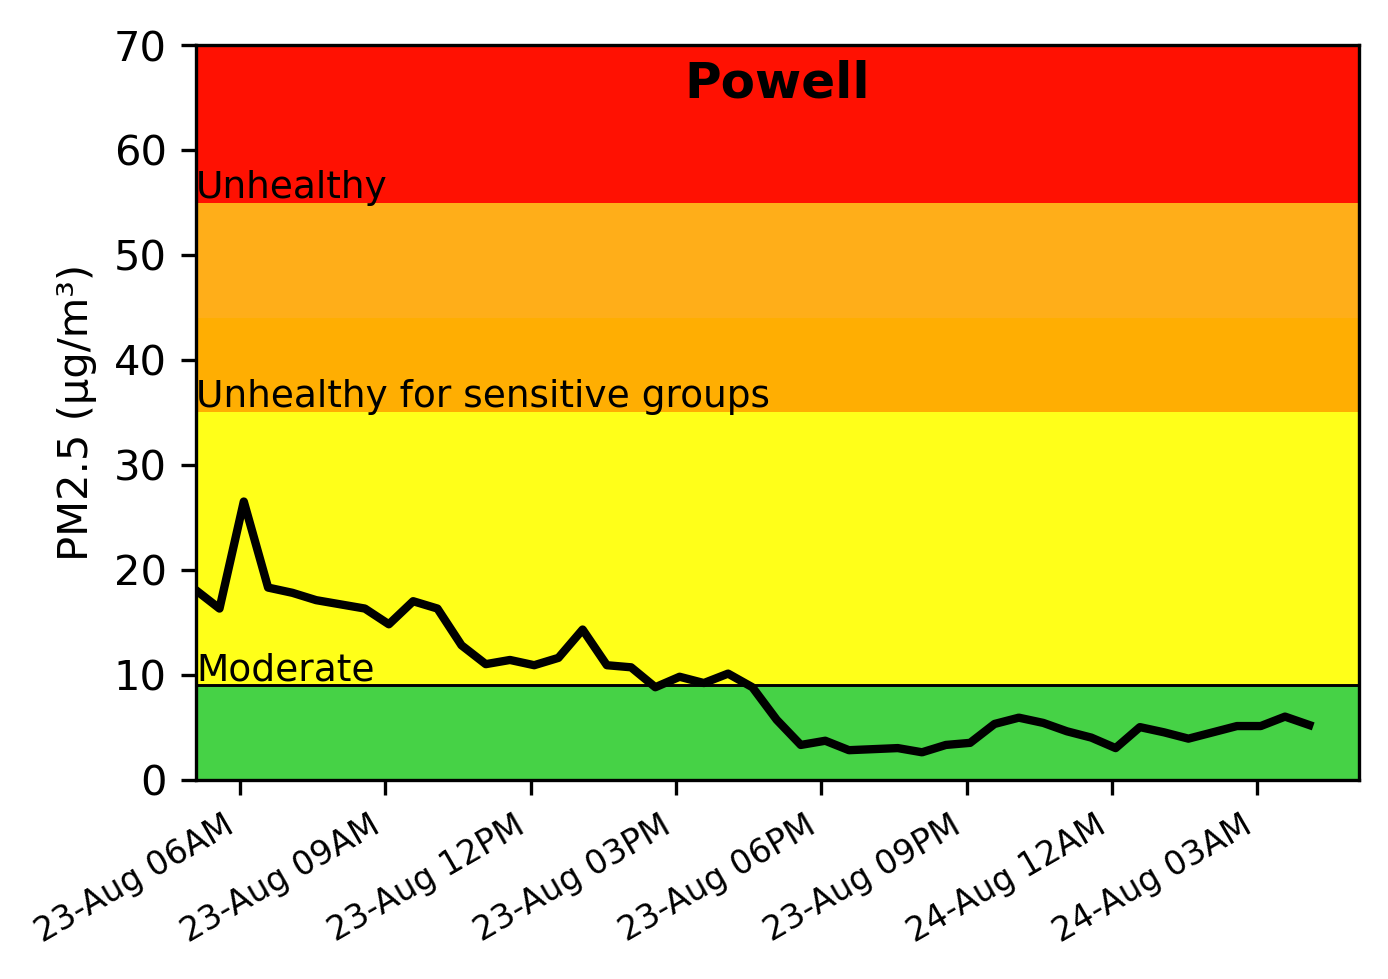 Powell
70
60
50
40
30
20
10
0
PM2.5 (µg/m³)
Unhealthy
Unhealthy for sensitive groups
Moderate
23-Aug 06AM
23-Aug 09AM
23-Aug 12PM
23-Aug 03PM
23-Aug 06PM
23-Aug 09PM
24-Aug 12AM
24-Aug 03AM